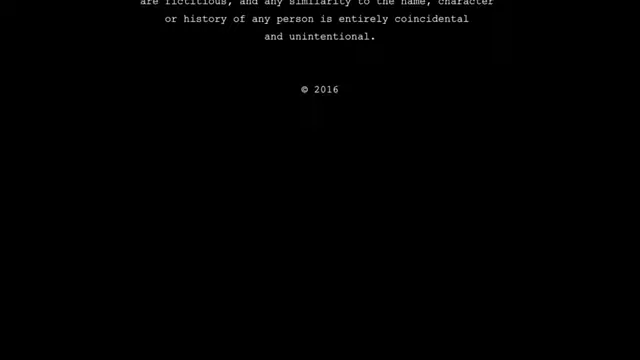 are fictitious, and any similarity to the name, character
or history of any person is entirely coincidental
and unintentional.
© 2016